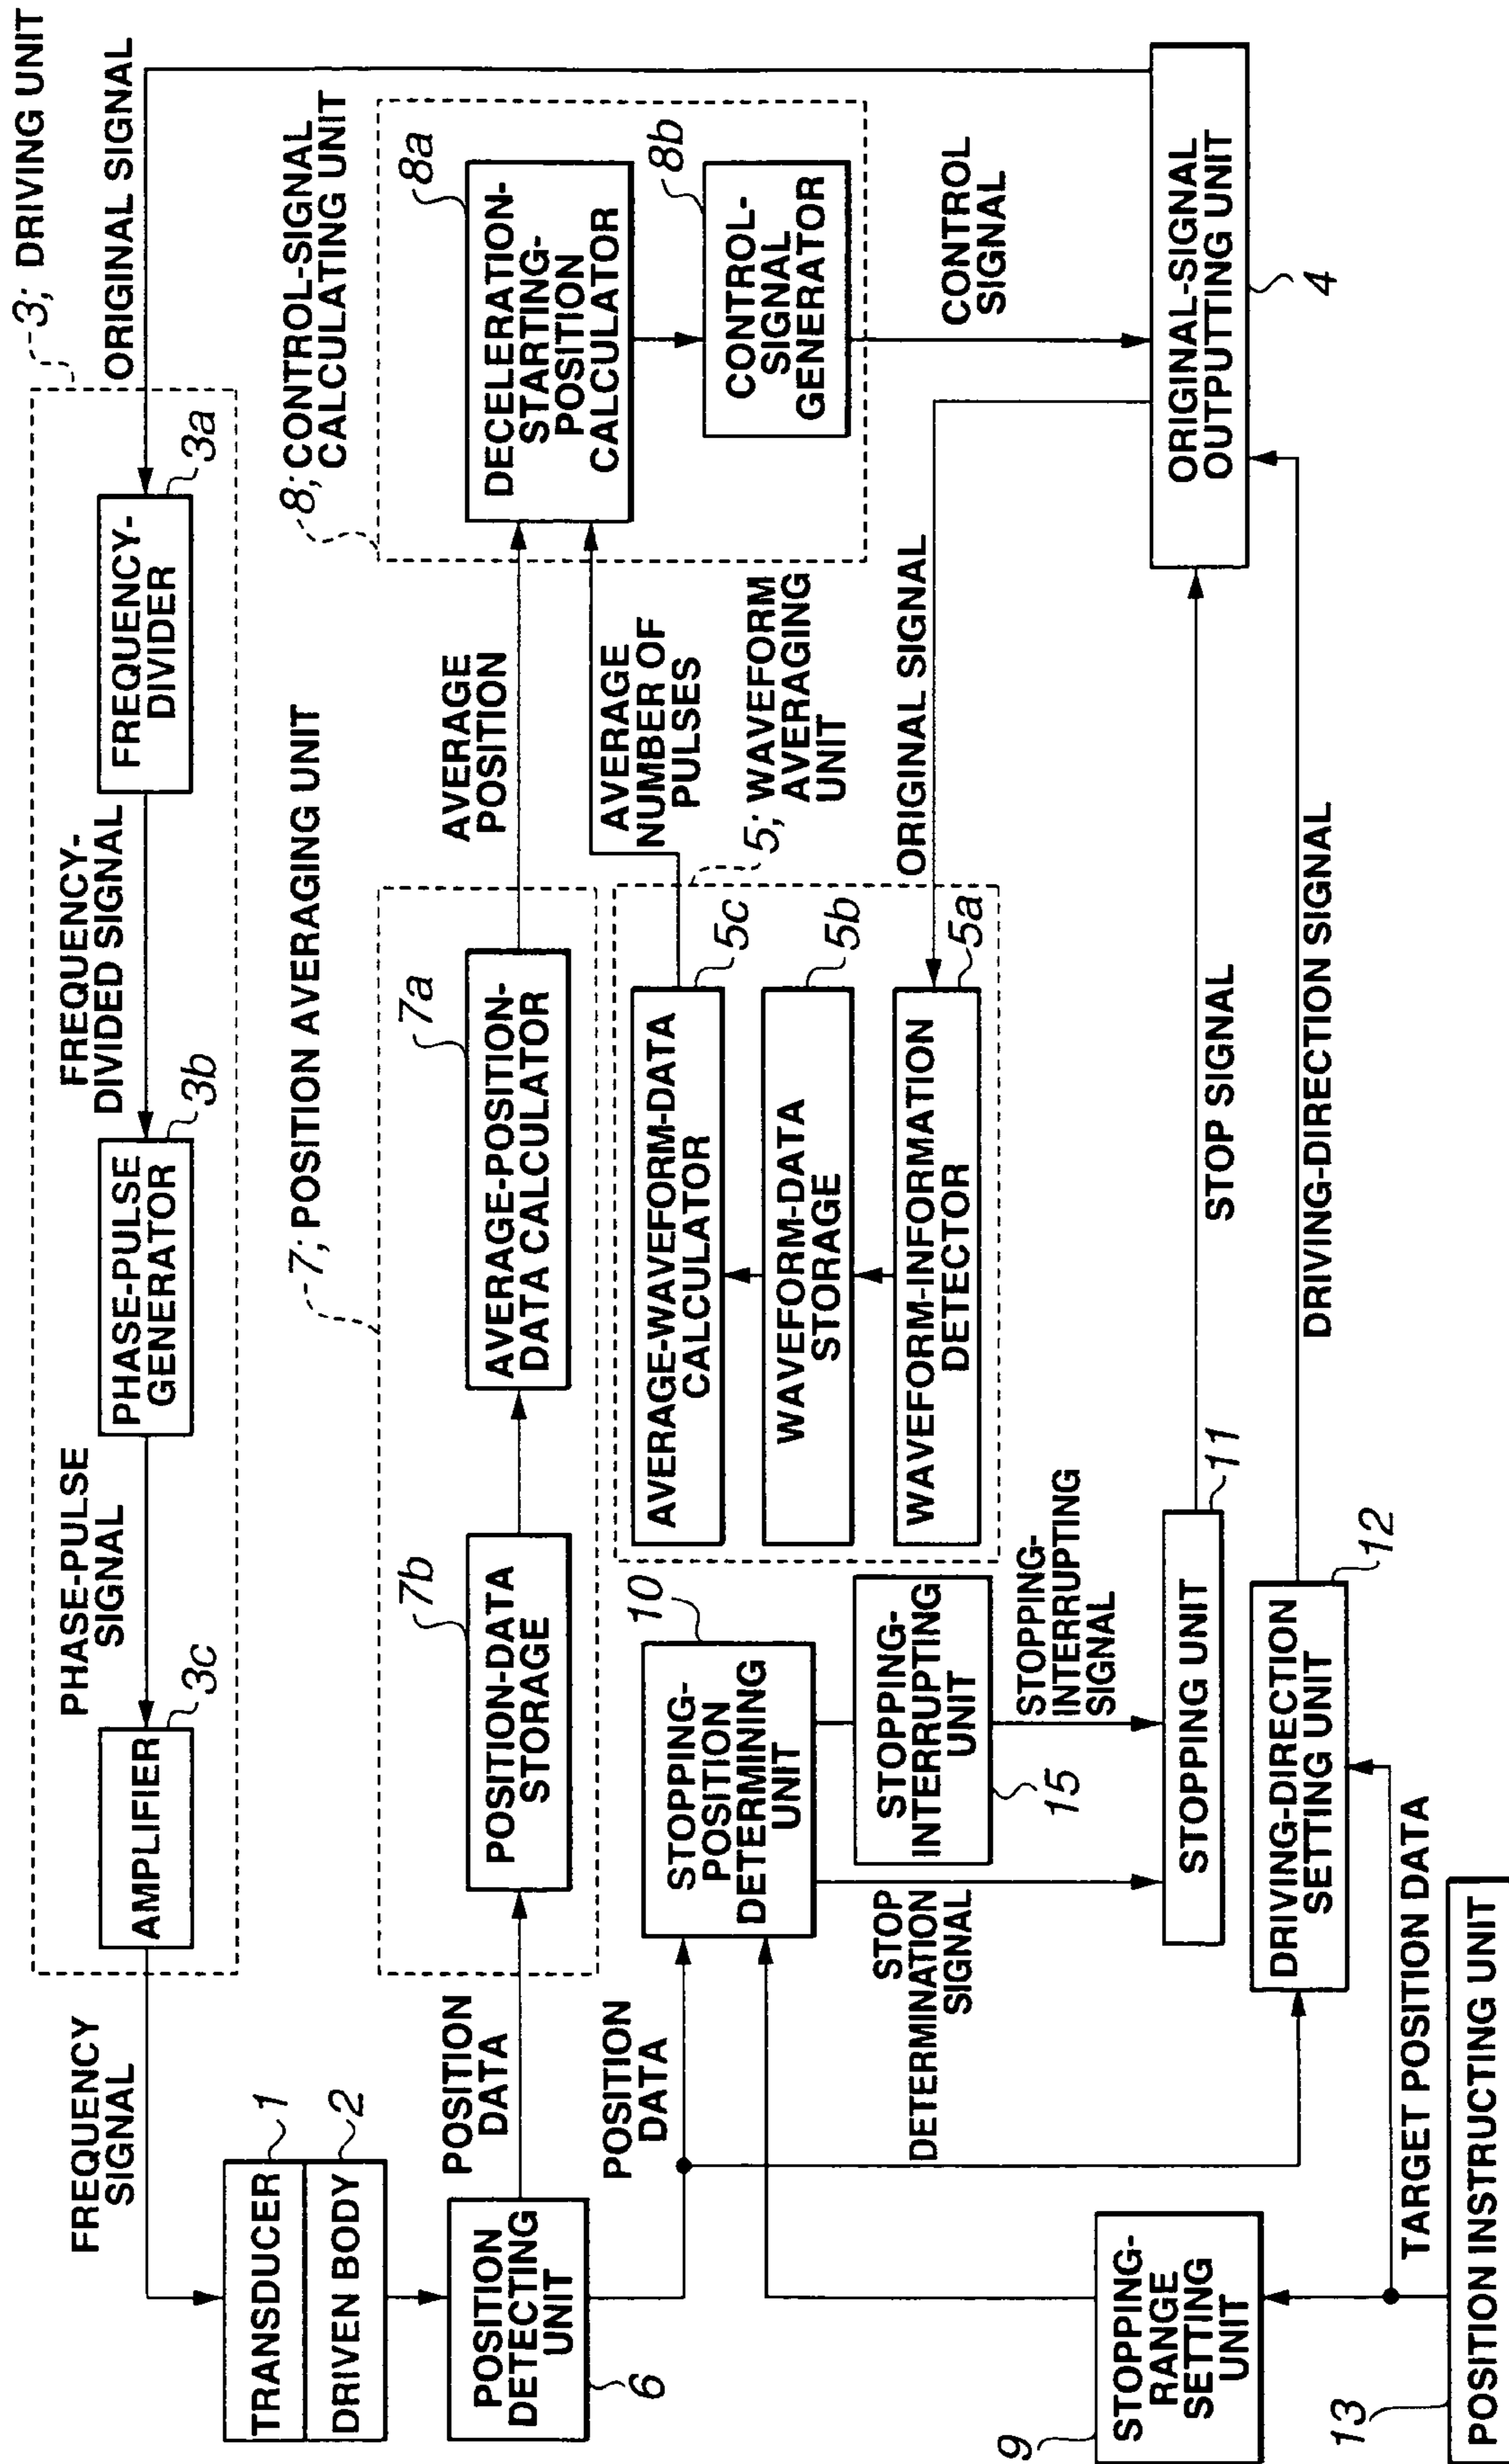 3; DRIVING UNIT
ORIGINAL SIGNAL
3a
FREQUENCY-
DIVIDER
FREQUENCY-
DIVIDED SIGNAL
3b
PHASE-PULSE
GENERATOR
PHASE-PULSE
SIGNAL
3c
AMPLIFIER
FREQUENCY
SIGNAL
1
TRANSDUCER
2
DRIVEN BODY
POSITION
DETECTING
UNIT
6
POSITION
DATA
7; POSITION AVERAGING UNIT
7b
POSITION-DATA
STORAGE
7a
AVERAGE-POSITION-
DATA CALCULATOR
AVERAGE
POSITION
8; CONTROL-SIGNAL
CALCULATING UNIT
8a
DECELERATION-
STARTING-
POSITION
CALCULATOR
8b
CONTROL-
SIGNAL
GENERATOR
CONTROL
SIGNAL
AVERAGE
NUMBER OF
PULSES
5; WAVEFORM
AVERAGING
UNIT
5c
AVERAGE-WAVEFORM-DATA
CALCULATOR
5b
WAVEFORM-DATA
STORAGE
5a
WAVEFORM-INFORMATION
DETECTOR
ORIGINAL SIGNAL
POSITION
DATA
10
STOPPING-
POSITION
DETERMINING
UNIT
STOPPING-
INTERRUPTING
UNIT
15
STOPPING-
INTERRUPTING
SIGNAL
STOP
DETERMINATION
SIGNAL
STOPPING UNIT
11
STOP SIGNAL
DRIVING-DIRECTION
SETTING UNIT
12
DRIVING-DIRECTION SIGNAL
ORIGINAL-SIGNAL
OUTPUTTING UNIT
4
STOPPING-
RANGE
SETTING
UNIT
9
TARGET POSITION DATA
13
POSITION INSTRUCTING UNIT